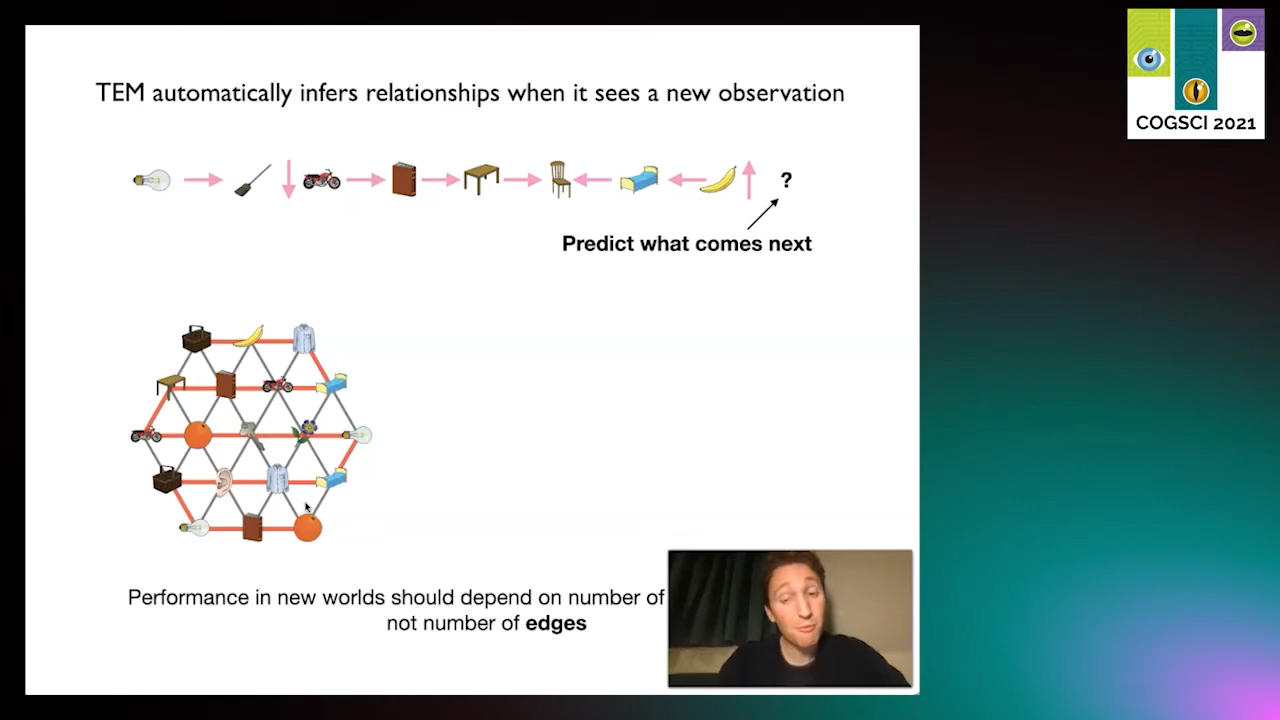 TEM automatically infers relationships when it sees a new observation
?
Predict what comes next
Performance in new worlds should depend on number of
not number of edges
COGSCI 2021